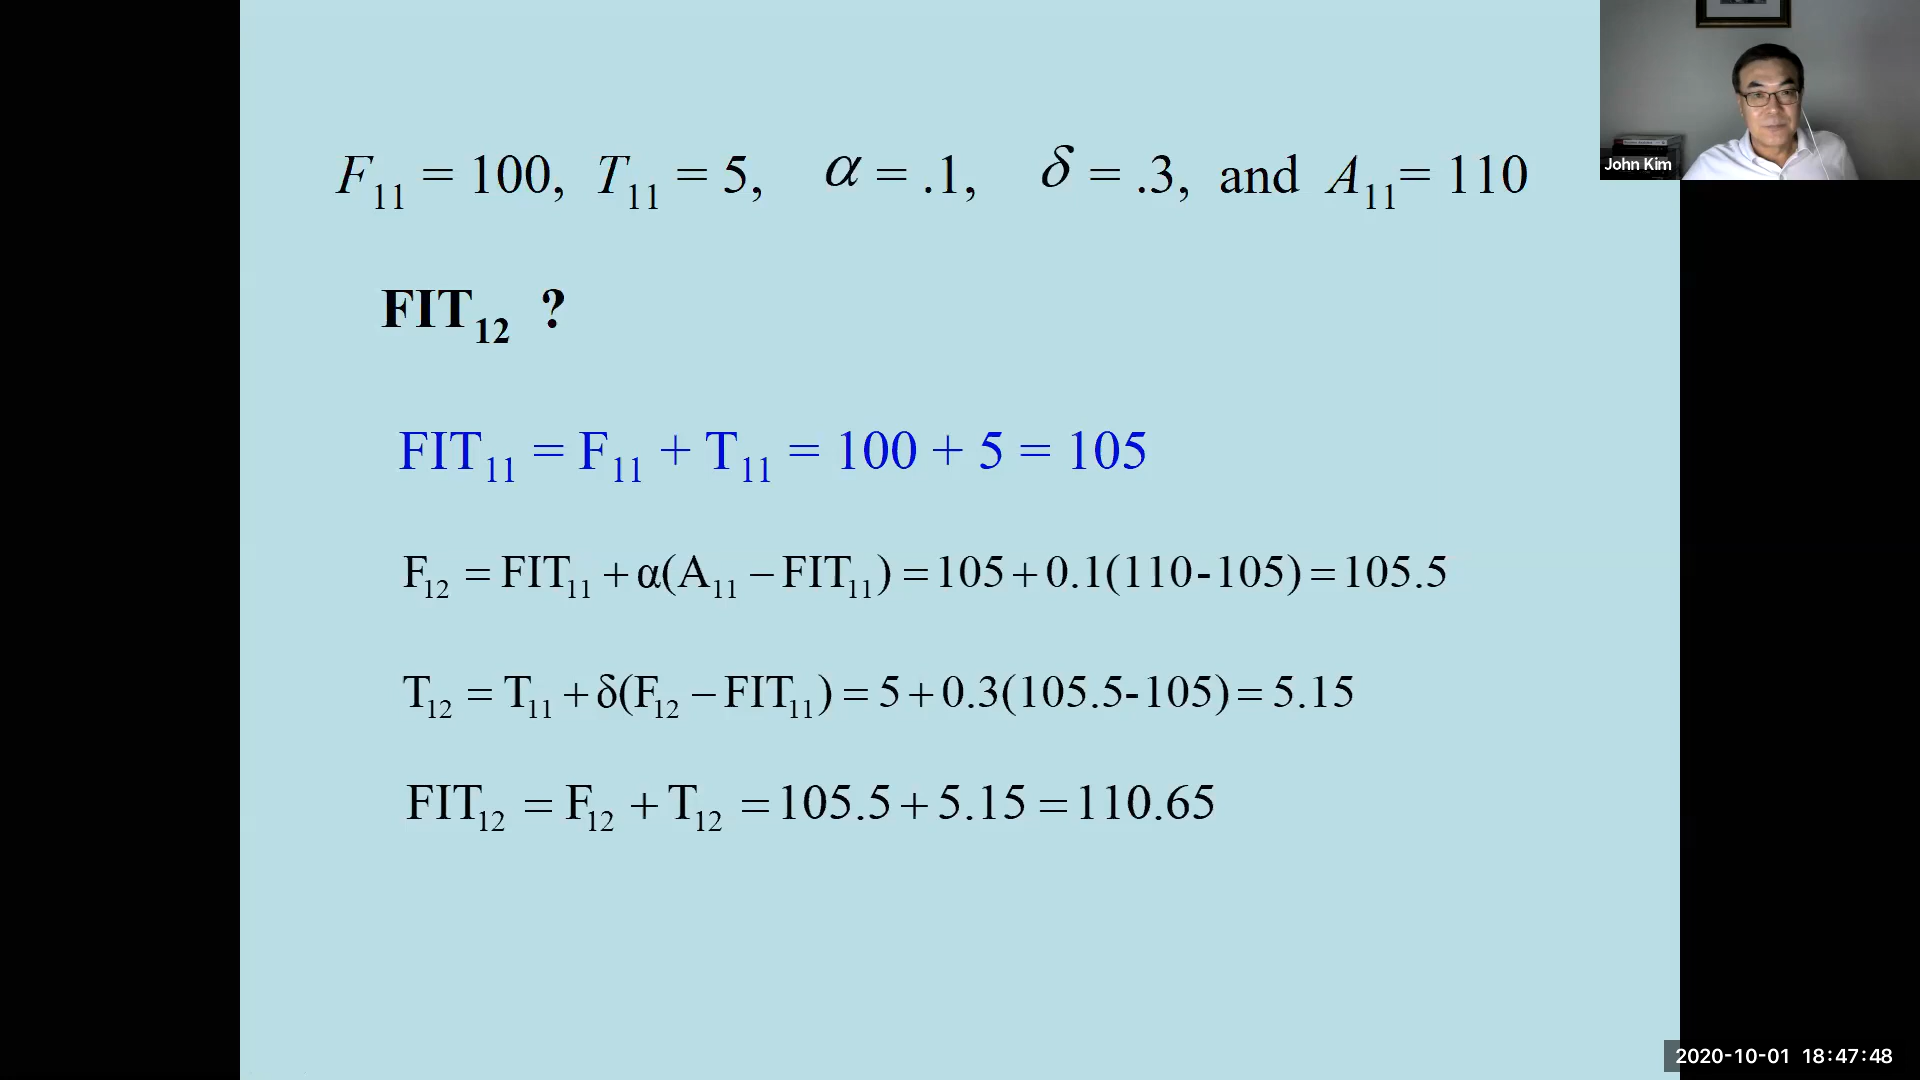 F₁₁ = 100, T₁₁ = 5, α = .1, δ = .3, and A₁₁= 110
John Kim
FIT₁₂ ?
FIT₁₁ = F₁₁ + T₁₁ = 100 + 5 = 105
F₁₂ = FIT₁₁ + α(A₁₁ − FIT₁₁) = 105 + 0.1(110-105) = 105.5
T₁₂ = T₁₁ + δ(F₁₂ − FIT₁₁) = 5 + 0.3(105.5-105) = 5.15
FIT₁₂ = F₁₂ + T₁₂ = 105.5 + 5.15 = 110.65
2020-10-01 18:47:48